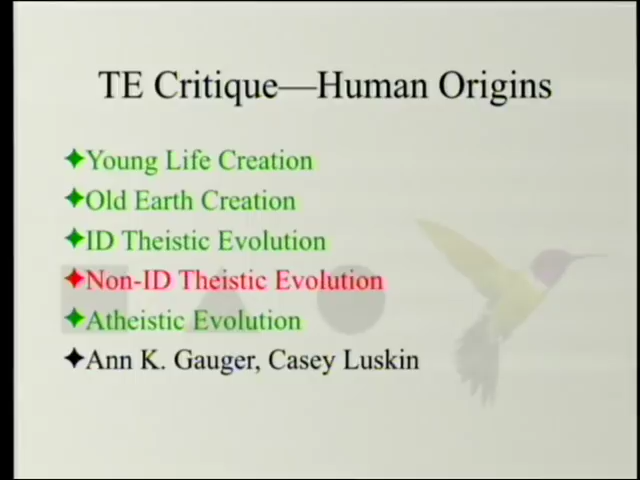 TE Critique—Human Origins
Young Life Creation
Old Earth Creation
ID Theistic Evolution
Non-ID Theistic Evolution
Atheistic Evolution
Ann K. Gauger, Casey Luskin